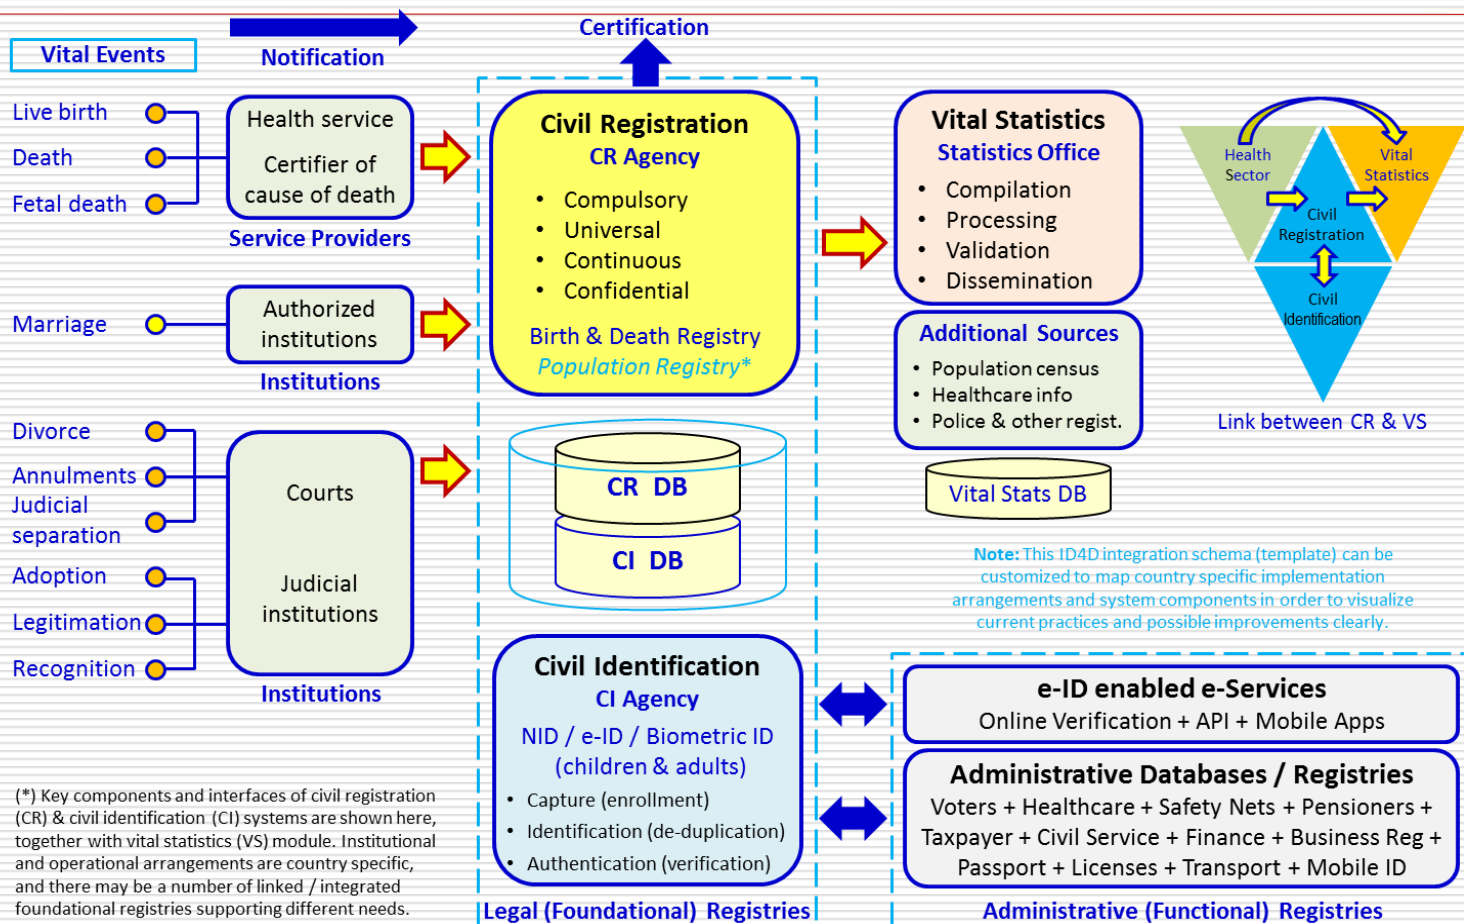 Vital Events
Notification
Certification
Live birth
Death
Fetal death
Health service
Certifier of
cause of death
Service Providers
Marriage
Authorized
institutions
Institutions
Divorce
Annulments
Judicial
separation
Adoption
Legitimation
Recognition
Courts
Judicial
institutions
Institutions
(*) Key components and interfaces of civil registration
(CR) & civil identification (CI) systems are shown here,
together with vital statistics (VS) module. Institutional
and operational arrangements are country specific,
and there may be a number of linked / integrated
foundational registries supporting different needs.
Civil Registration
CR Agency
• Compulsory
• Universal
• Continuous
• Confidential
Birth & Death Registry
Population Registry*
CR DB
CI DB
Civil Identification
CI Agency
NID / e-ID / Biometric ID
(children & adults)
• Capture (enrollment)
• Identification (de-duplication)
• Authentication (verification)
Legal (Foundational) Registries
Vital Statistics
Statistics Office
• Compilation
• Processing
• Validation
• Dissemination
Additional Sources
• Population census
• Healthcare info
• Police & other regist.
Vital Stats DB
Health
Sector
Vital
Statistics
Civil
Registration
Civil
Identification
Link between CR & VS
Note: This ID4D integration schema (template) can be
customized to map country specific implementation
arrangements and system components in order to visualize
current practices and possible improvements clearly.
e-ID enabled e-Services
Online Verification + API + Mobile Apps
Administrative Databases / Registries
Voters + Healthcare + Safety Nets + Pensioners +
Taxpayer + Civil Service + Finance + Business Reg +
Passport + Licenses + Transport + Mobile ID
Administrative (Functional) Registries